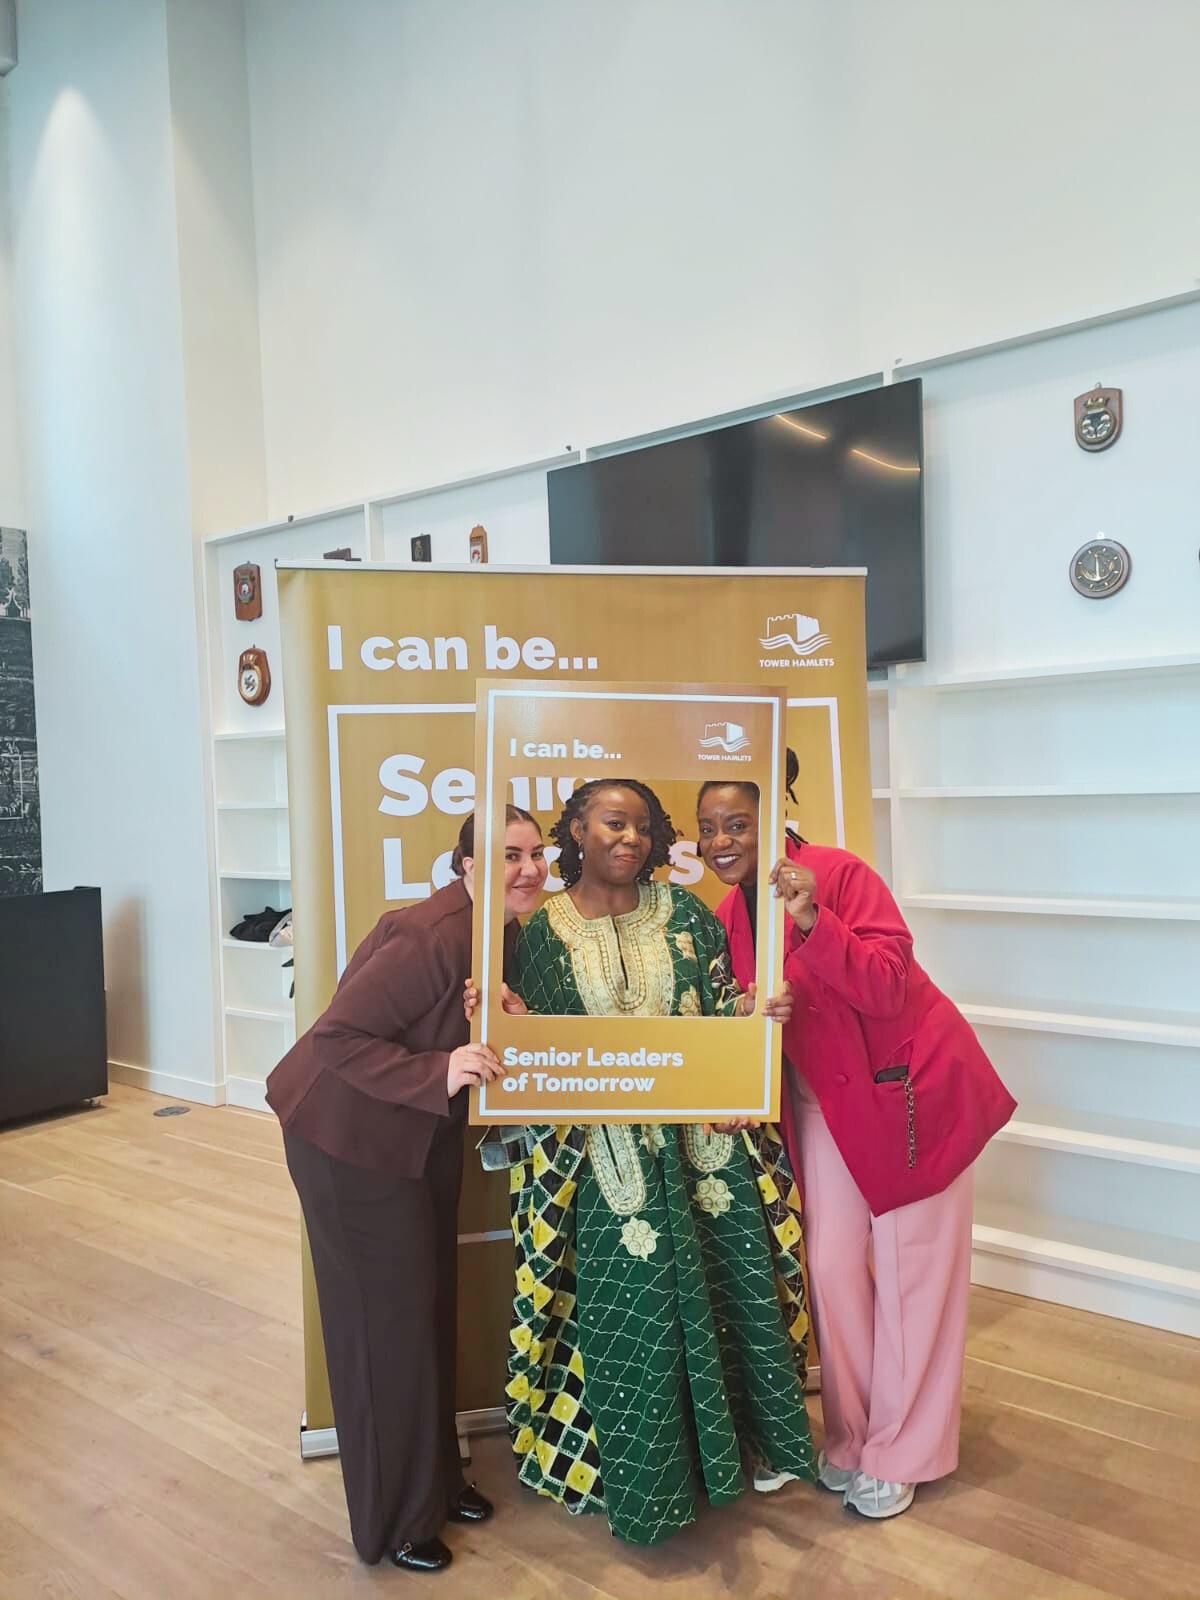 I can be...
TOWER HAMLETS
I can be...
TOWER HAMLETS
Senior Leaders
of Tomorrow